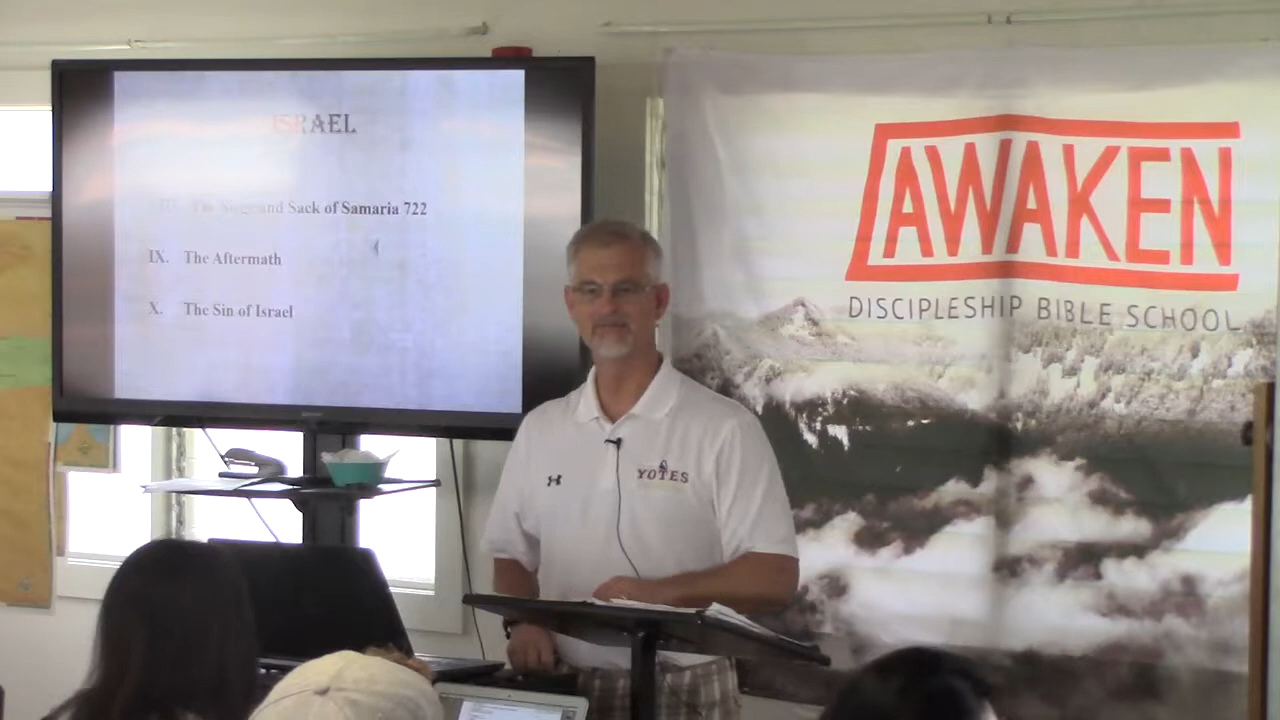 ISRAEL
VIII. The Siege and Sack of Samaria 722
IX. The Aftermath
X. The Sin of Israel
AWAKEN
DISCIPLESHIP BIBLE SCHOOL
YOTES